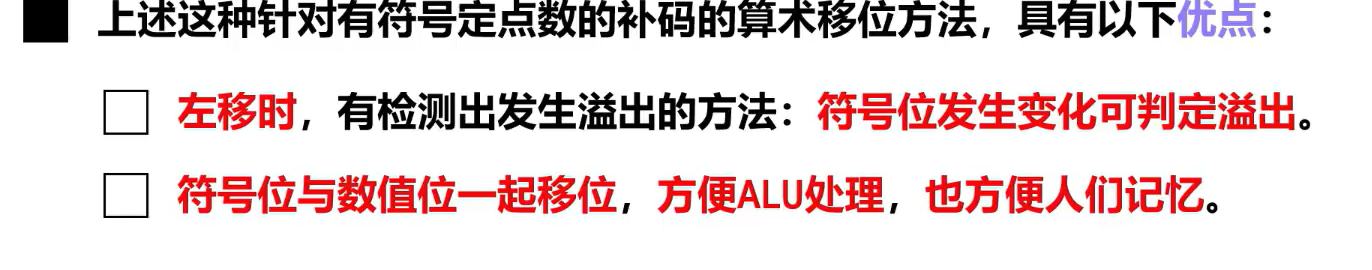 上述这种针对有符号定点数的补码的算术移位方法，具有以下优点：
左移时，有检测出发生溢出的方法：符号位发生变化可判定溢出。
符号位与数值位一起移位，方便ALU处理，也方便人们记忆。